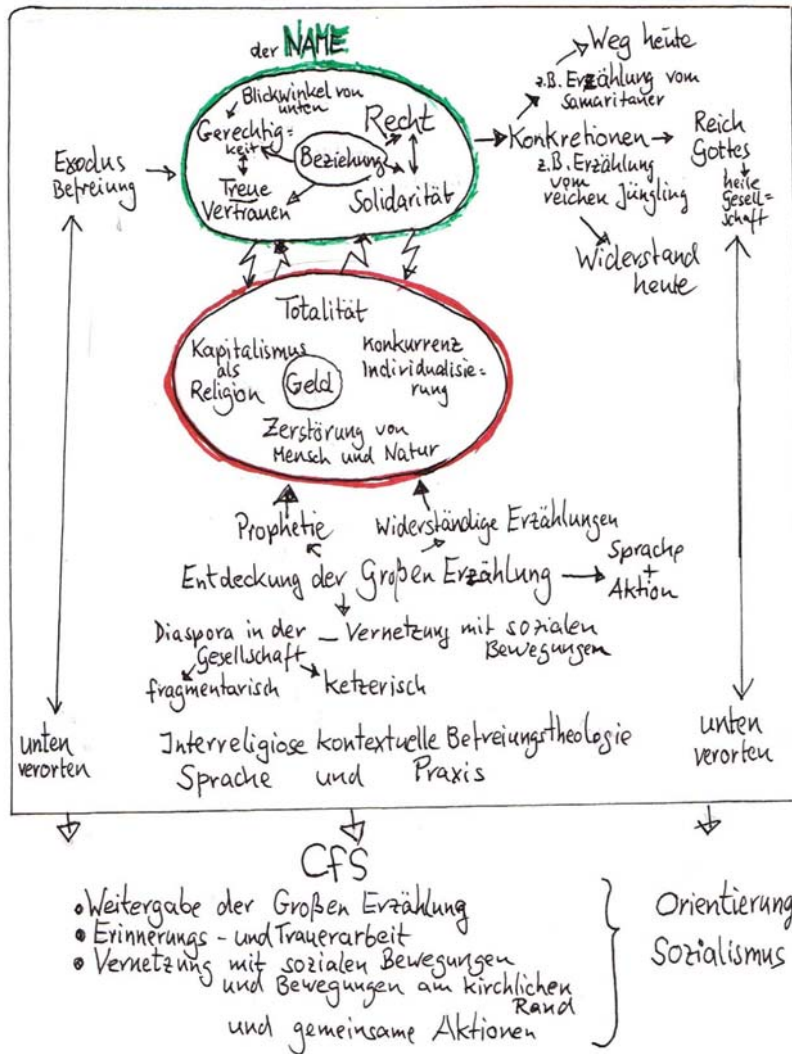 der NAME
Blickwinkel von
unten
Gerechtig=
keit
Recht
Beziehung
Treue
Vertrauen
Solidarität
Exodus
Befreiung
Weg heute
z.B. Erzählung vom
Samaritaner
Konkretionen
z.B. Erzählung
vom
reichen Jüngling
Reich
Gottes
heile
Gesell=
schaft
Widerstand
heute
Totalität
Kapitalismus
als
Religion
Geld
Konkurrenz
Individualisie=
rung
Zerstörung von
Mensch und Natur
Prophetie
Widerständige Erzählungen
Entdeckung der Großen Erzählung
Sprache
+
Aktion
Diaspora in der
Gesellschaft
Vernetzung mit sozialen
Bewegungen
fragmentarisch
ketzerisch
unten
verorten
Interreligiose kontextuelle Befreiungstheologie
Sprache und Praxis
unten
verorten
CfS
• Weitergabe der Großen Erzählung
• Erinnerungs- und Trauerarbeit
• Vernetzung mit sozialen Bewegungen
und Bewegungen am kirchlichen
Rand
und gemeinsame Aktionen
Orientierung
Sozialismus